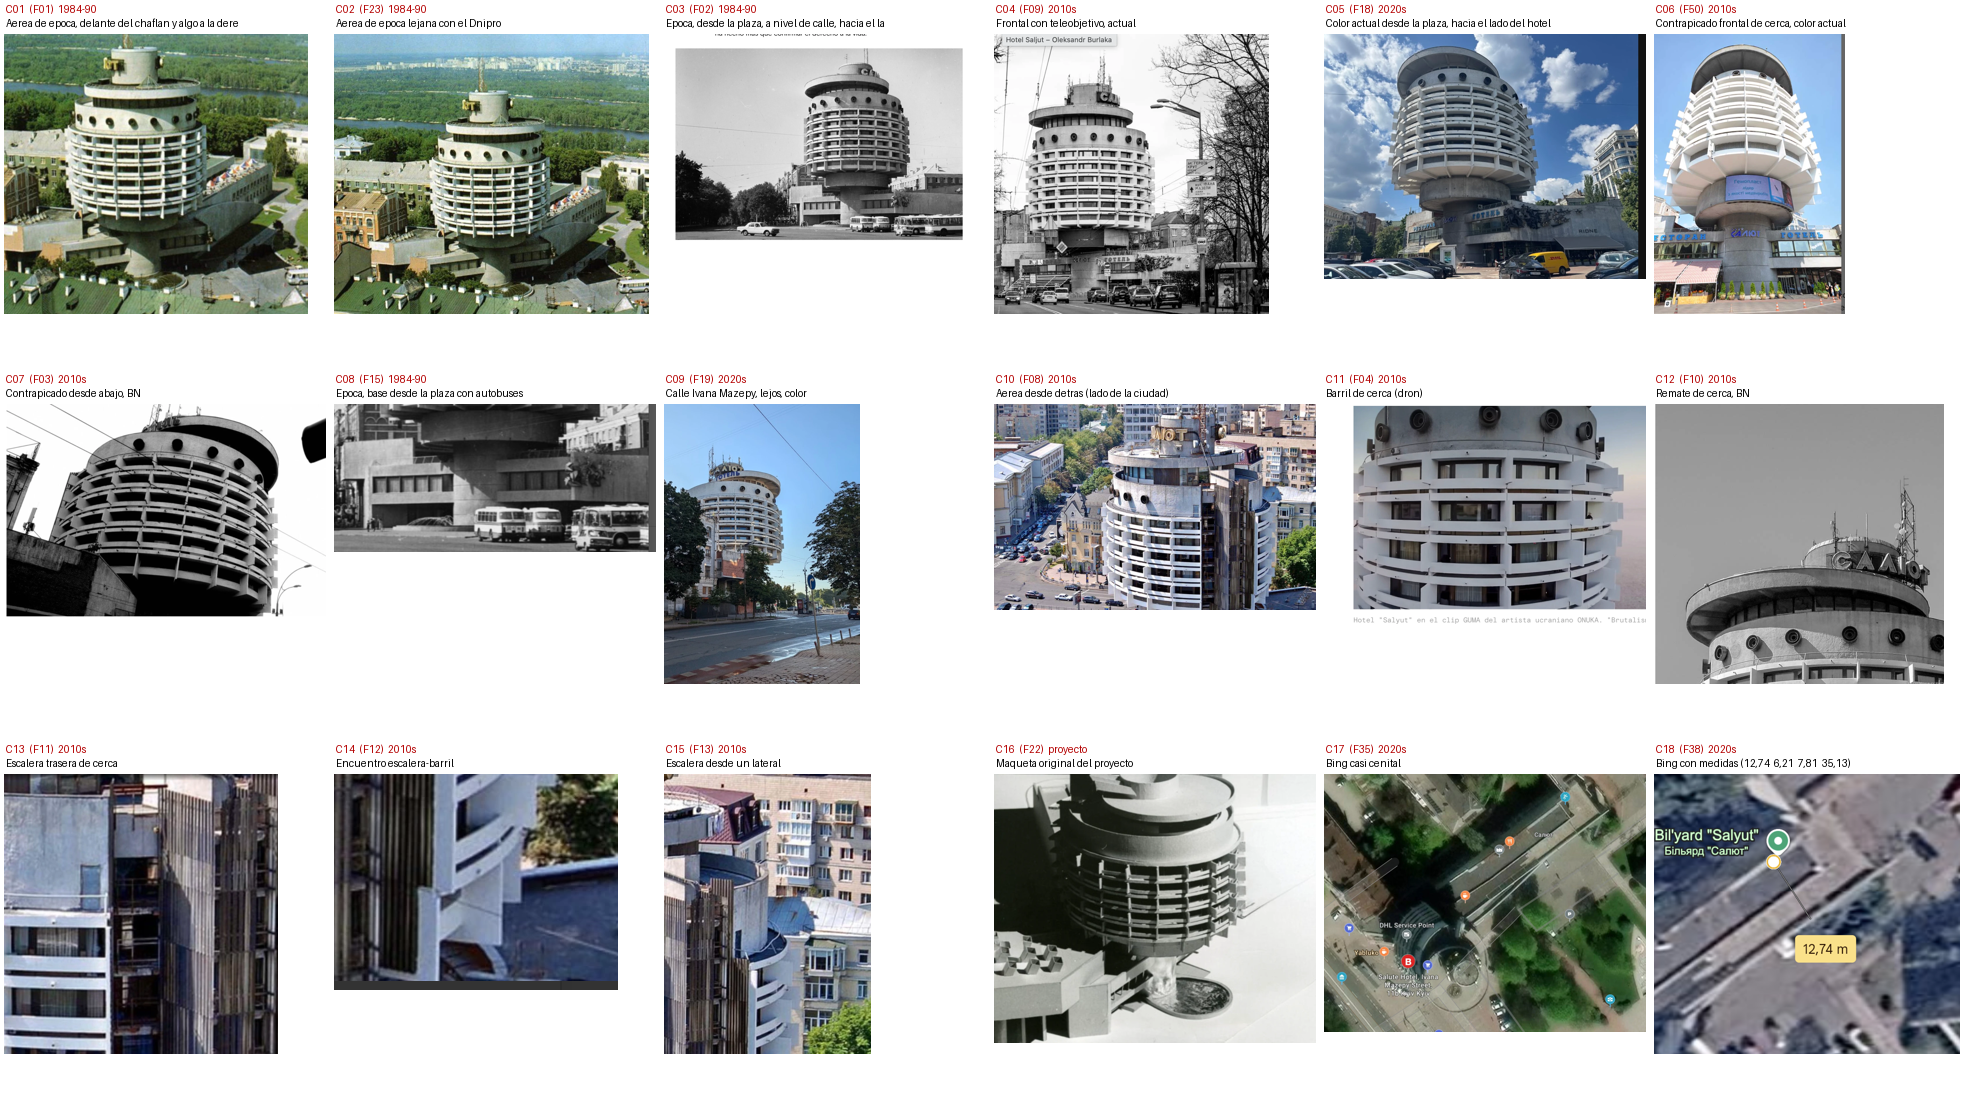 C01 (F01) 1984-90
Aerea de epoca, delante del chaflan y algo a la dere
C02 (F23) 1984-90
Aerea de epoca lejana con el Dnipro
C03 (F02) 1984-90
Epoca, desde la plaza, a nivel de calle, hacia el la
C04 (F09) 2010s
Frontal con teleobjetivo, actual
Hotel Saljut – Oleksandr Burlaka
C05 (F18) 2020s
Color actual desde la plaza, hacia el lado del hotel
C06 (F50) 2010s
Contrapicado frontal de cerca, color actual
ГОТЕЛЬ
C07 (F03) 2010s
Contrapicado desde abajo, BN
C08 (F15) 1984-90
Epoca, base desde la plaza con autobuses
C09 (F19) 2020s
Calle Ivana Mazepy, lejos, color
C10 (F08) 2010s
Aerea desde detras (lado de la ciudad)
C11 (F04) 2010s
Barril de cerca (dron)
Hotel "Salyut" en el clip GUMA del artista ucraniano ONUKA.
C12 (F10) 2010s
Remate de cerca, BN
САЛЮТ
C13 (F11) 2010s
Escalera trasera de cerca
C14 (F12) 2010s
Encuentro escalera-barril
C15 (F13) 2010s
Escalera desde un lateral
C16 (F22) proyecto
Maqueta original del proyecto
C17 (F35) 2020s
Bing casi cenital
DHL Service Point
Salute Hotel, Ivana
Mazepy Street,
C18 (F38) 2020s
Bing con medidas (12,74 6,21 7,81 35,13)
Bil'yard "Salyut"
Більярд "Салют"
12,74 m